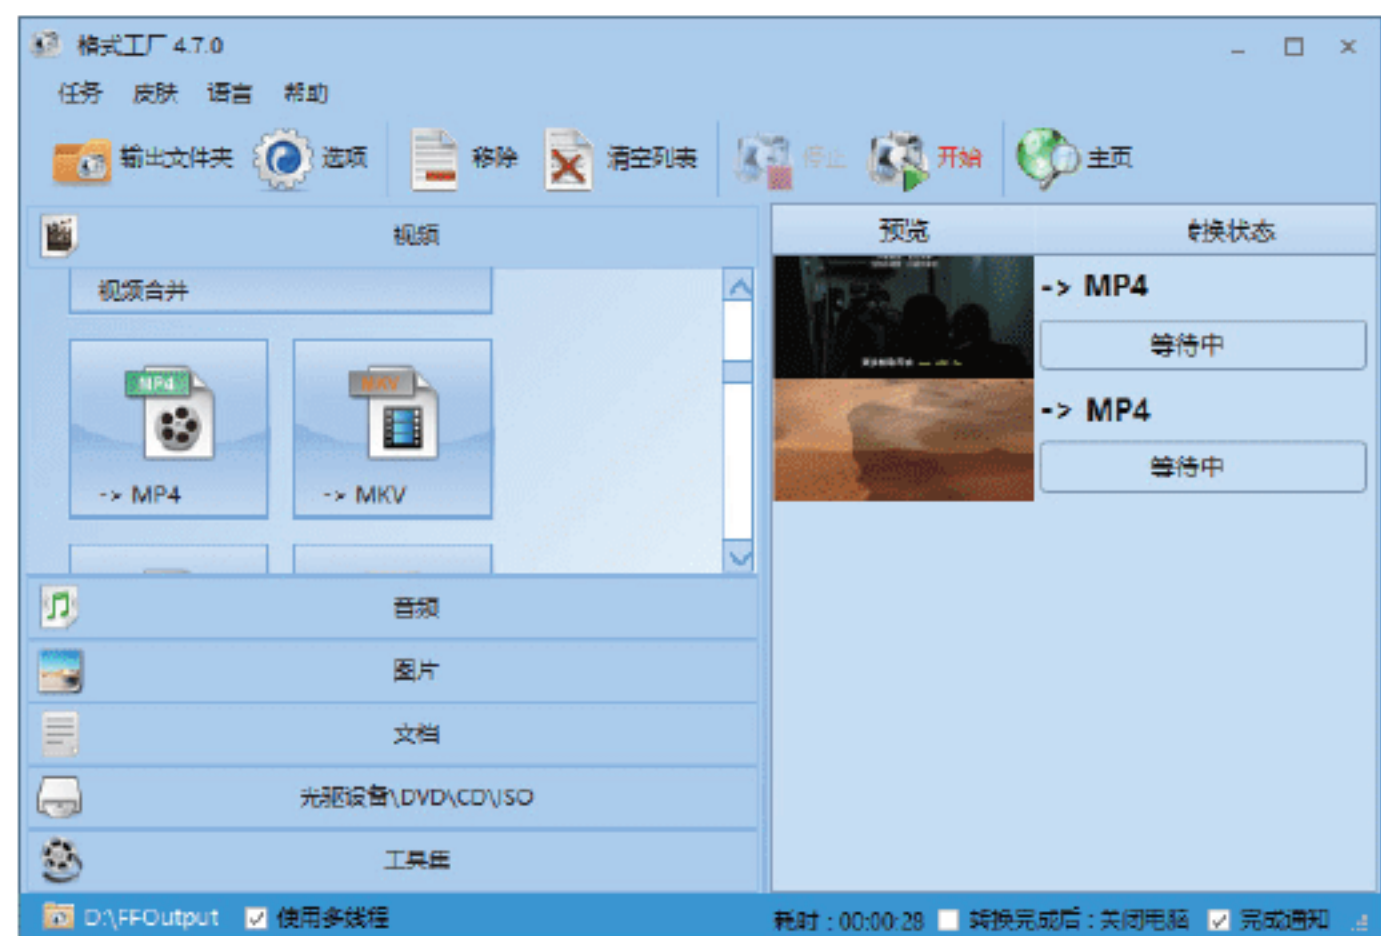 格式工厂 4.7.0
任务 皮肤 语言 帮助
输出文件夹 选项 移除 清空列表 停止 开始 主页
视频
预览 转换状态
视频合并
-> MP4
等待中
MP4 MKV
-> MP4
-> MP4 -> MKV
等待中
音频
图片
文档
光驱设备\DVD\CD\ISO
工具集
D:\FFOutput 使用多线程 耗时 : 00:00:28 转换完成后 : 关闭电脑 完成通知